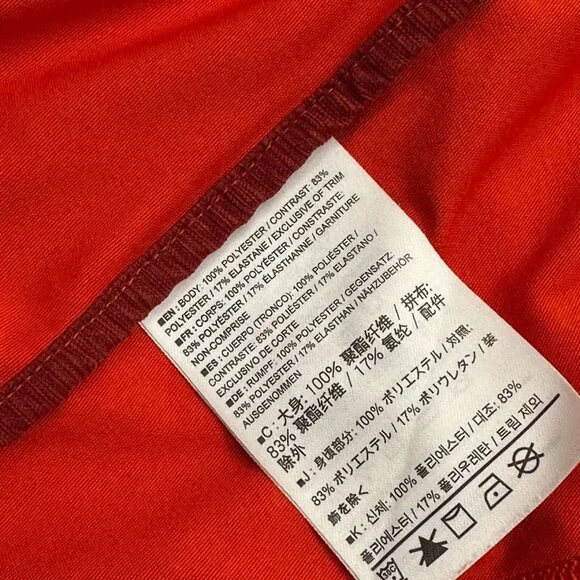 ■EN: BODY: 100% POLYESTER / CONTRAST: 83%
POLYESTER / 17% ELASTANE / EXCLUSIVE OF TRIM
■FR: CORPS: 100% POLYESTER / CONSTRASTE:
83% POLYESTER / 17% ÉLASTHANNE / GARNITURE
NON-COMPRISE
■ES : CUERPO (TRONCO): 100% POLIÉSTER /
CONTRASTE: 83% POLIÉSTER / 17% ELASTANO /
EXCLUSIVO DE CORTE
■DE : RUMPF: 100% POLYESTER / GEGENSATZ
83% POLYESTER / 17% ELASTHAN / NÄHZUBEHÖR
AUSGENOMMEN
■C: 大身: 100% 聚酯纤维 / 拼布:
83% 聚酯纤维 / 17% 氨纶 / 配件
除外
■J : 身頃部分: 100% ポリエステル / 対照:
83% ポリエステル / 17% ポリウレタン / 装
飾を除く
■K: 신체: 100% 폴리에스터 / 대조: 83%
폴리에스터 / 17% 폴리우레탄 / 트림 제외
30C